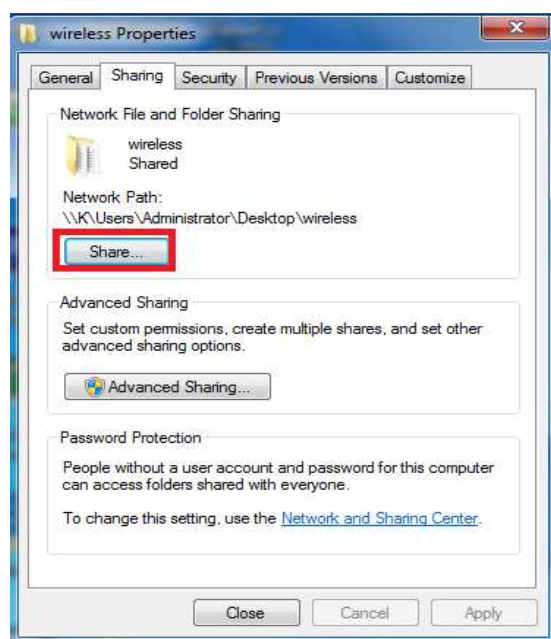 wireless Properties
General Sharing Security Previous Versions Customize
Network File and Folder Sharing
wireless
Shared
Network Path:
\\K\Users\Administrator\Desktop\wireless
Share...
Advanced Sharing
Set custom permissions, create multiple shares, and set other
advanced sharing options.
Advanced Sharing...
Password Protection
People without a user account and password for this computer
can access folders shared with everyone.
To change this setting, use the Network and Sharing Center.
Close Cancel Apply